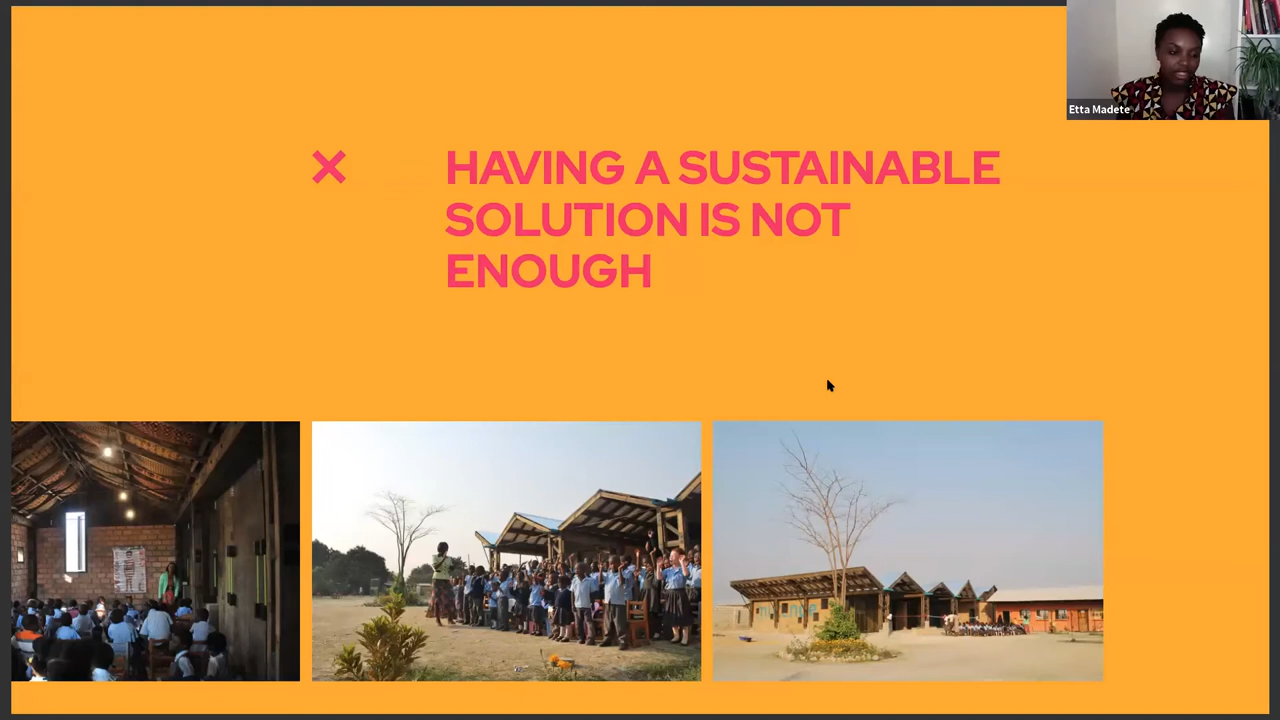 Etta Madete
× HAVING A SUSTAINABLE
SOLUTION IS NOT
ENOUGH